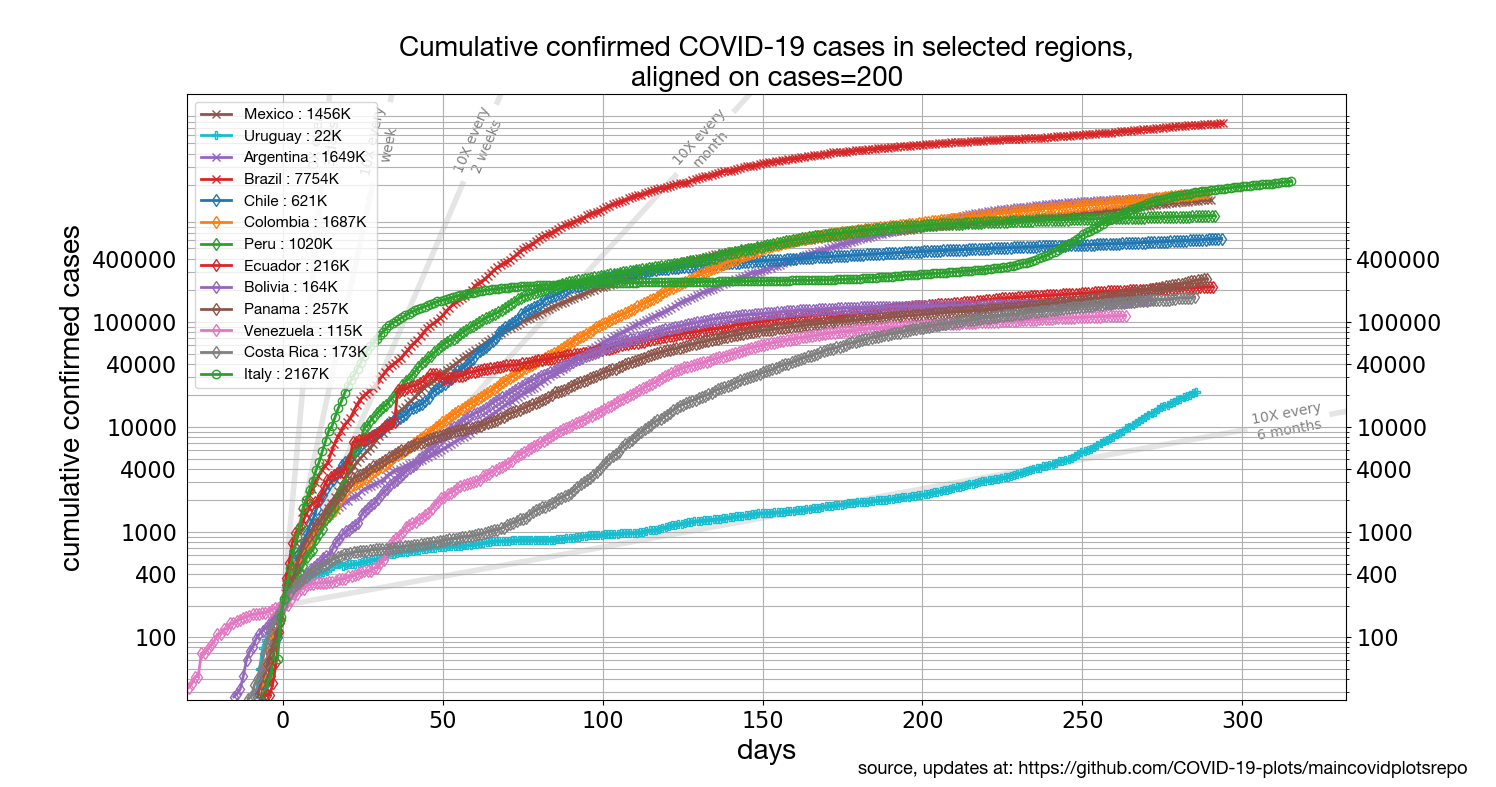 Cumulative confirmed COVID-19 cases in selected regions,
aligned on cases=200
Mexico : 1456K
Uruguay : 22K
Argentina : 1649K
Brazil : 7754K
Chile : 621K
Colombia : 1687K
Peru : 1020K
Ecuador : 216K
Bolivia : 164K
Panama : 257K
Venezuela : 115K
Costa Rica : 173K
Italy : 2167K
every
week
10X every
2 weeks
10X every
month
10X every
6 months
cumulative confirmed cases
400000
100000
40000
10000
4000
1000
400
100
400000
100000
40000
10000
4000
1000
400
100
0 50 100 150 200 250 300
days
source, updates at: https://github.com/COVID-19-plots/maincovidplotsrepo